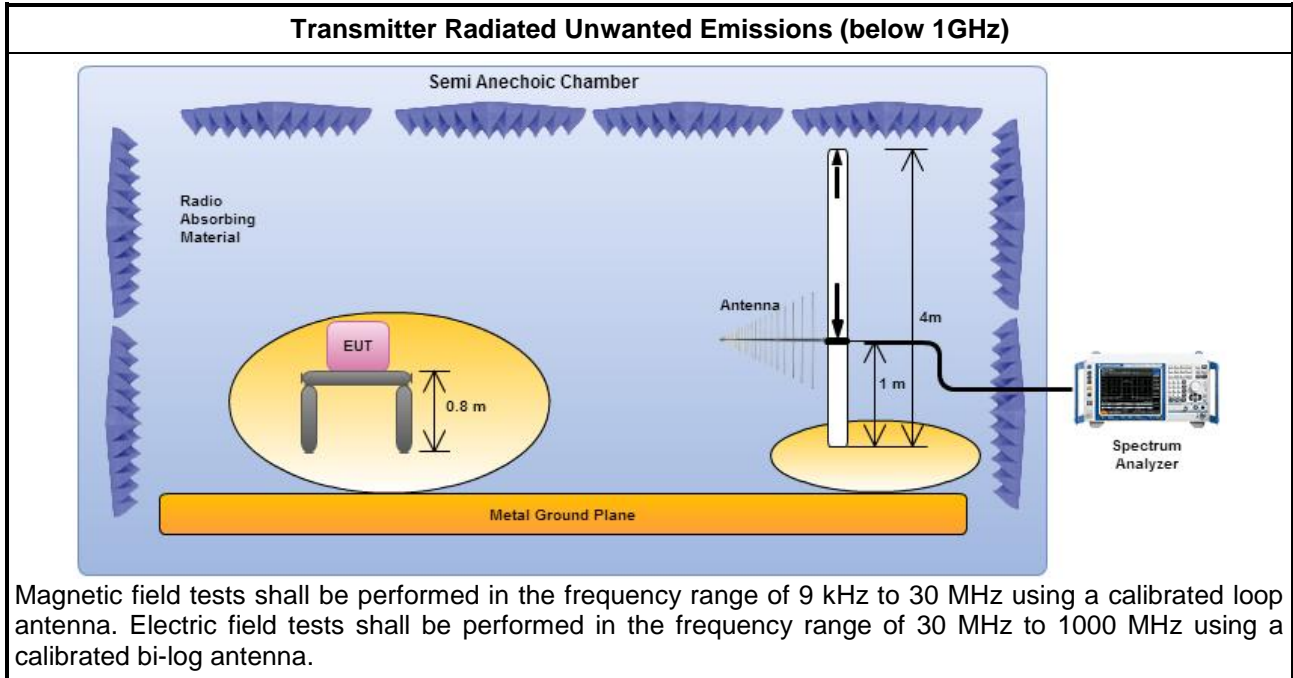 Transmitter Radiated Unwanted Emissions (below 1GHz)
Semi Anechoic Chamber
Radio
Absorbing
Material
Antenna
4m
EUT
1 m
0.8 m
Spectrum
Analyzer
Metal Ground Plane
Magnetic field tests shall be performed in the frequency range of 9 kHz to 30 MHz using a calibrated loop
antenna. Electric field tests shall be performed in the frequency range of 30 MHz to 1000 MHz using a
calibrated bi-log antenna.